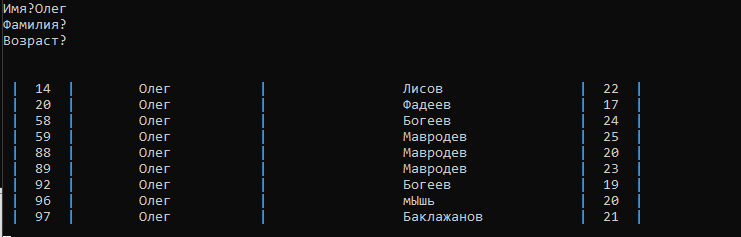 Имя?Олег
Фамилия?
Возраст?
| 14 | Олег | Лисов | 22 |
| 20 | Олег | Фадеев | 17 |
| 58 | Олег | Богеев | 24 |
| 59 | Олег | Мавродев | 25 |
| 88 | Олег | Мавродев | 20 |
| 89 | Олег | Мавродев | 23 |
| 92 | Олег | Богеев | 19 |
| 96 | Олег | мЫшь | 20 |
| 97 | Олег | Баклажанов | 21 |